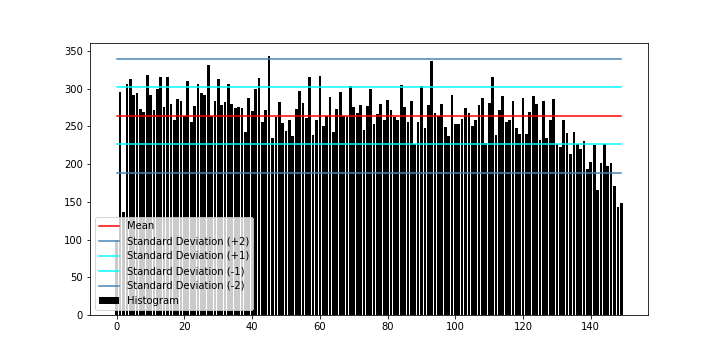 350
300
250
200
150
100
50
0
Mean
Standard Deviation (+2)
Standard Deviation (+1)
Standard Deviation (-1)
Standard Deviation (-2)
Histogram
0 20 40 60 80 100 120 140